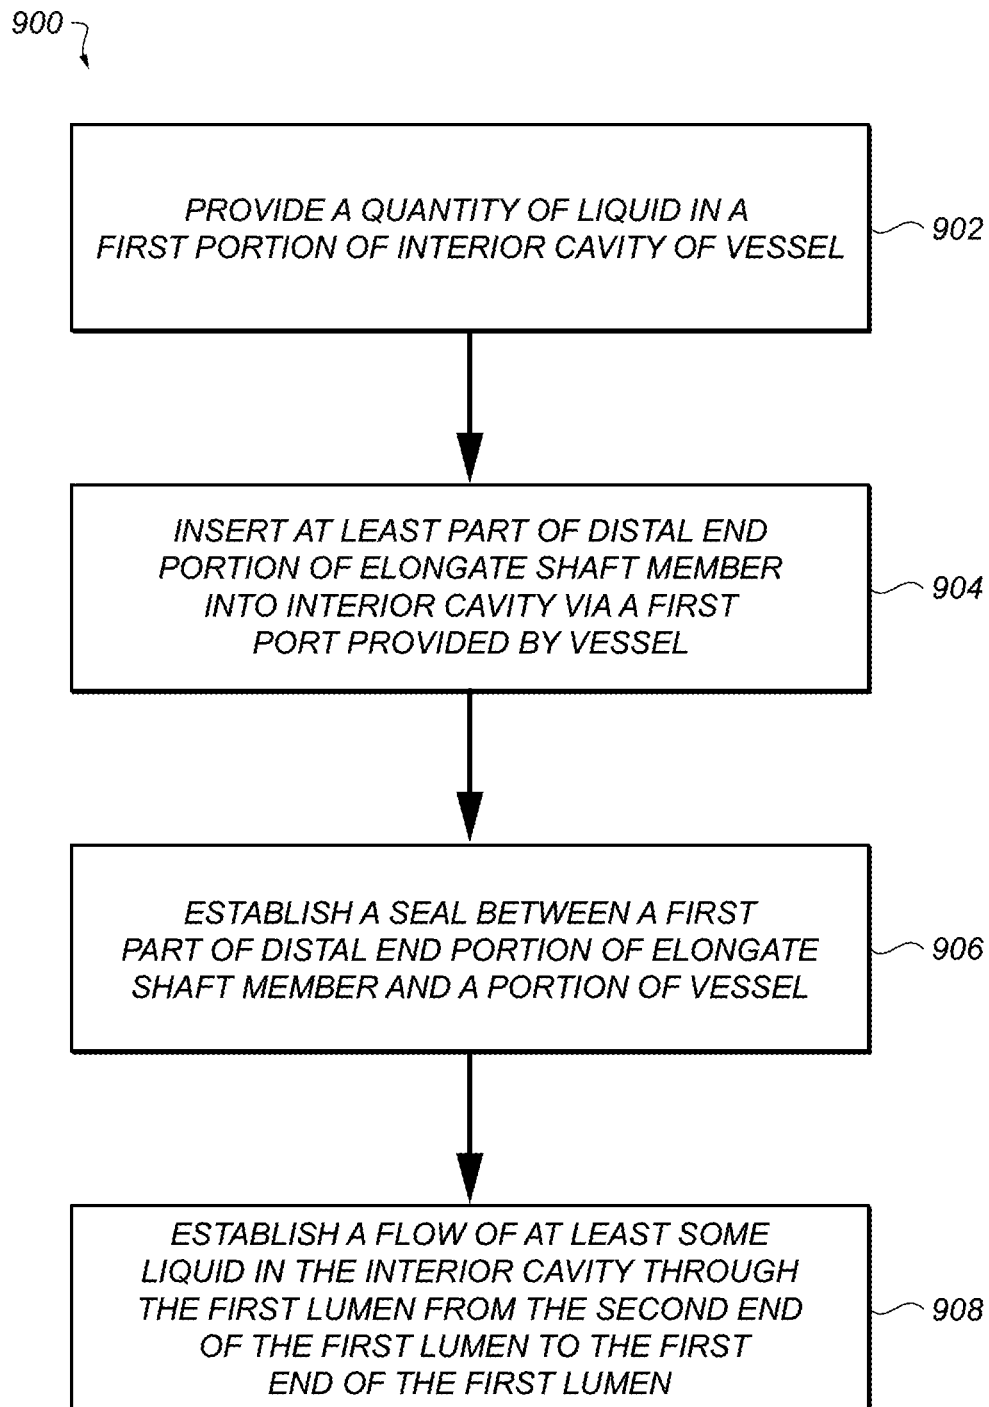 900
PROVIDE A QUANTITY OF LIQUID IN A
FIRST PORTION OF INTERIOR CAVITY OF VESSEL
902
INSERT AT LEAST PART OF DISTAL END
PORTION OF ELONGATE SHAFT MEMBER
INTO INTERIOR CAVITY VIA A FIRST
PORT PROVIDED BY VESSEL
904
ESTABLISH A SEAL BETWEEN A FIRST
PART OF DISTAL END PORTION OF ELONGATE
SHAFT MEMBER AND A PORTION OF VESSEL
906
ESTABLISH A FLOW OF AT LEAST SOME
LIQUID IN THE INTERIOR CAVITY THROUGH
THE FIRST LUMEN FROM THE SECOND END
OF THE FIRST LUMEN TO THE FIRST
END OF THE FIRST LUMEN
908